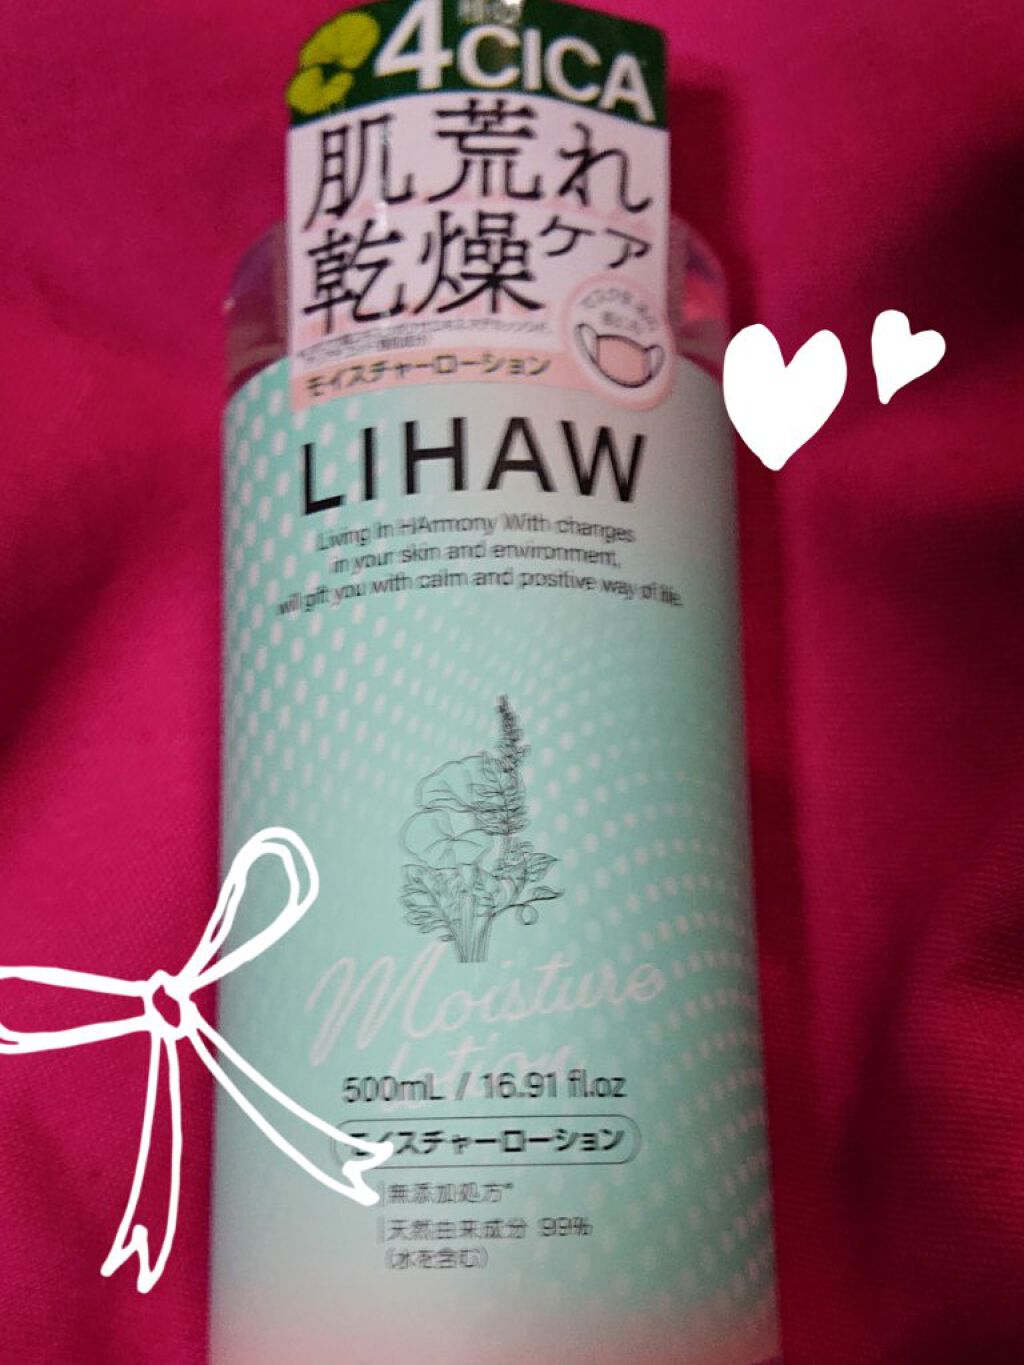 4CICA
肌荒れ
乾燥ケア
モイスチャーローション
LIHAW
Living In HArmony With changes
in your skin and environment,
will gift you with calm and positive way of life.
Moisture
lotion
500mL / 16.91 fl.oz
モイスチャーローション
無添加処方*
天然由来成分 99%
(水を含む)